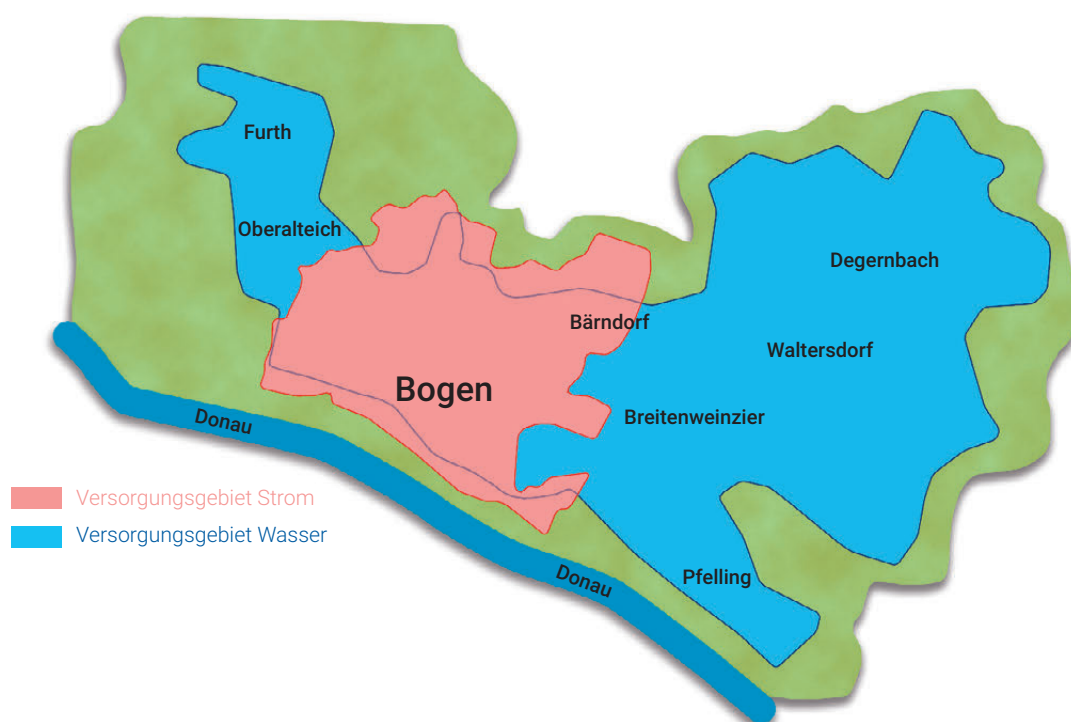 Furth
Oberalteich
Degernbach
Bärndorf
Waltersdorf
Bogen
Breitenweinzier
Donau
Versorgungsgebiet Strom
Versorgungsgebiet Wasser
Pfelling
Donau